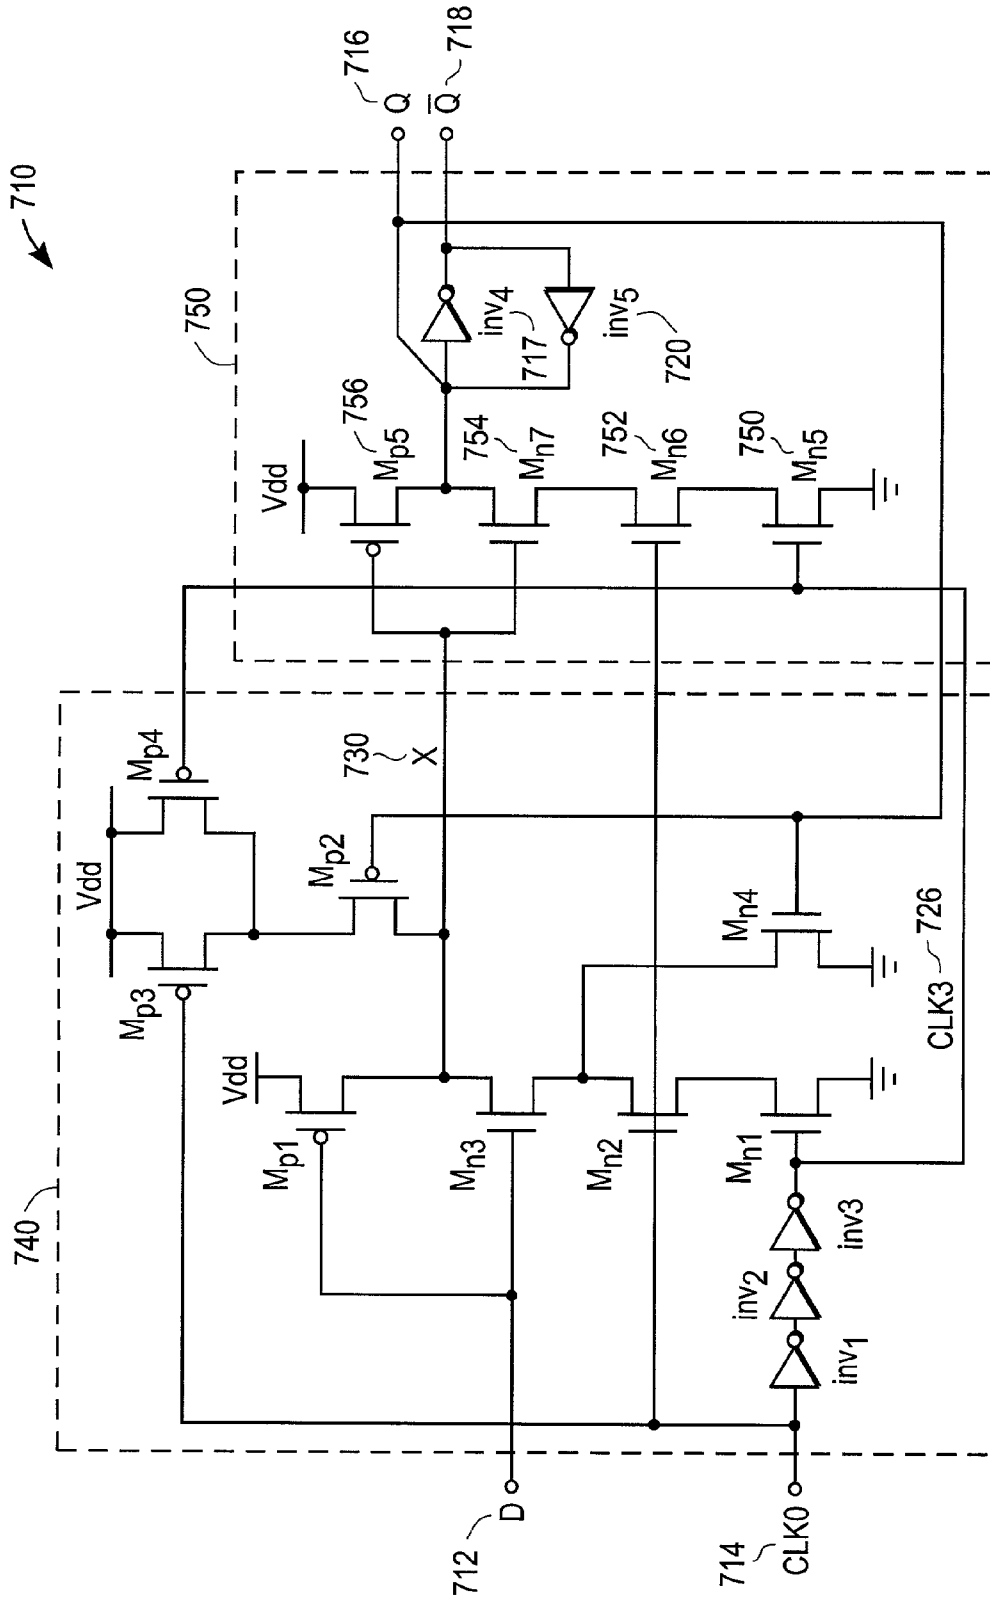 710
740
750
Vdd
Mp3
Mp4
Vdd
756
Mp5
716
Q
Q̅
718
Vdd
Mp1
Mp2
730
X
754
Mn7
inv4
717
inv5
720
712
D
Mn3
Mn2
752
Mn6
Mn4
750
Mn5
714
CLK0
inv1
inv2
inv3
Mn1
CLK3
726